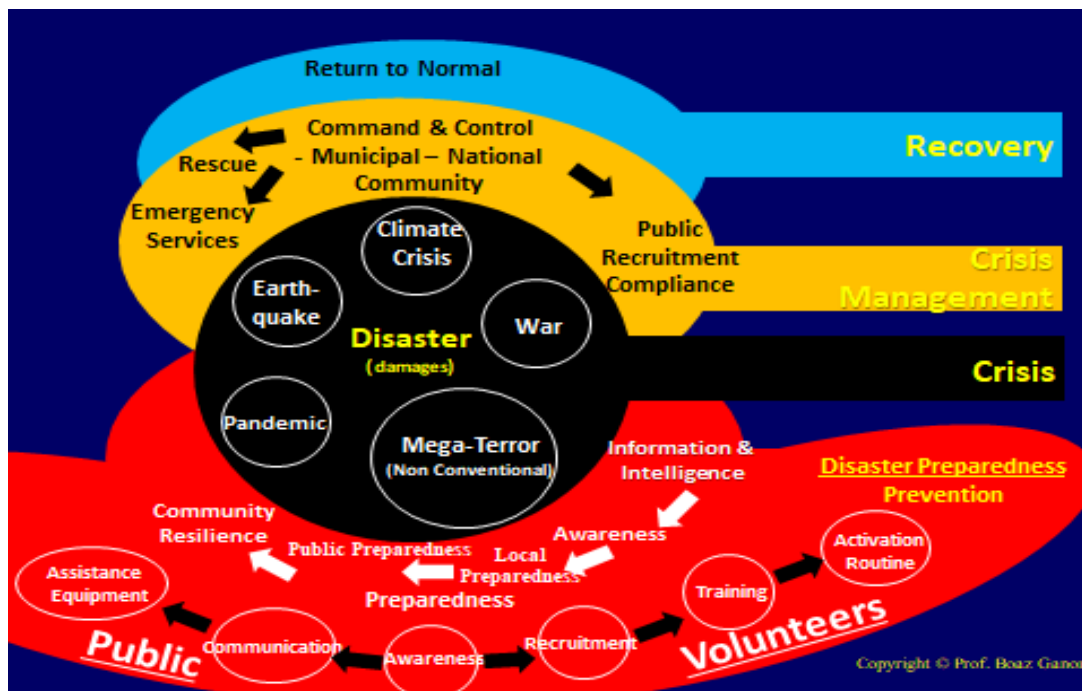 Return to Normal
Recovery
Command & Control
- Municipal – National
Community
Rescue
Emergency
Services
Public
Recruitment
Compliance
Crisis
Management
Climate
Crisis
Earth-
quake
War
Disaster
(damages)
Crisis
Pandemic
Mega-Terror
(Non Conventional)
Information &
Intelligence
Disaster Preparedness
Prevention
Community
Resilience
Public Preparedness
Local
Preparedness
Awareness
Preparedness
Activation
Routine
Assistance
Equipment
Training
Public
Communication
Awareness
Recruitment
Volunteers
Copyright © Prof. Boaz Ganor